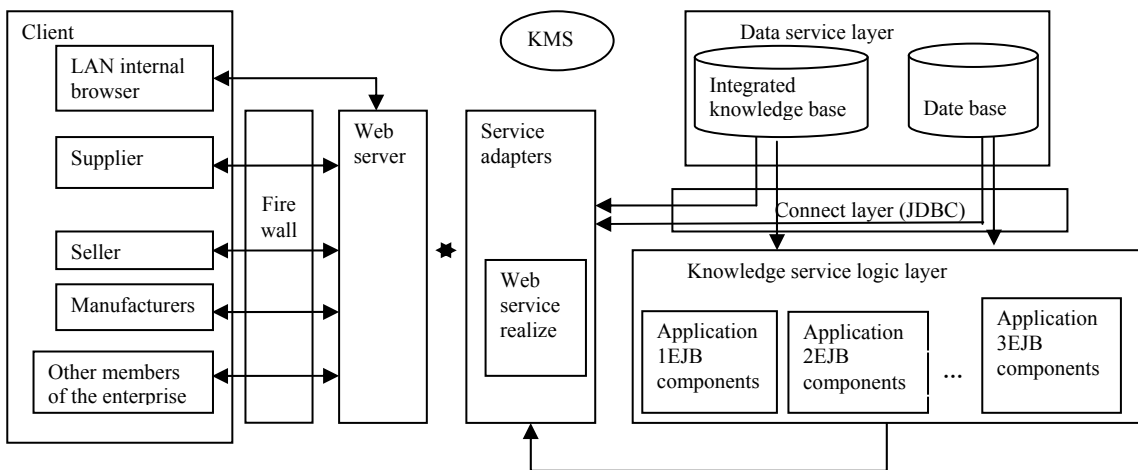 Client
LAN internal
browser
Supplier
Seller
Manufacturers
Other members
of the enterprise
Fire
wall
Web
server
KMS
Service
adapters
Web
service
realize
Data service layer
Integrated
knowledge base
Date base
Connect layer (JDBC)
Knowledge service logic layer
Application
1EJB
components
Application
2EJB
components
...
Application
3EJB
components